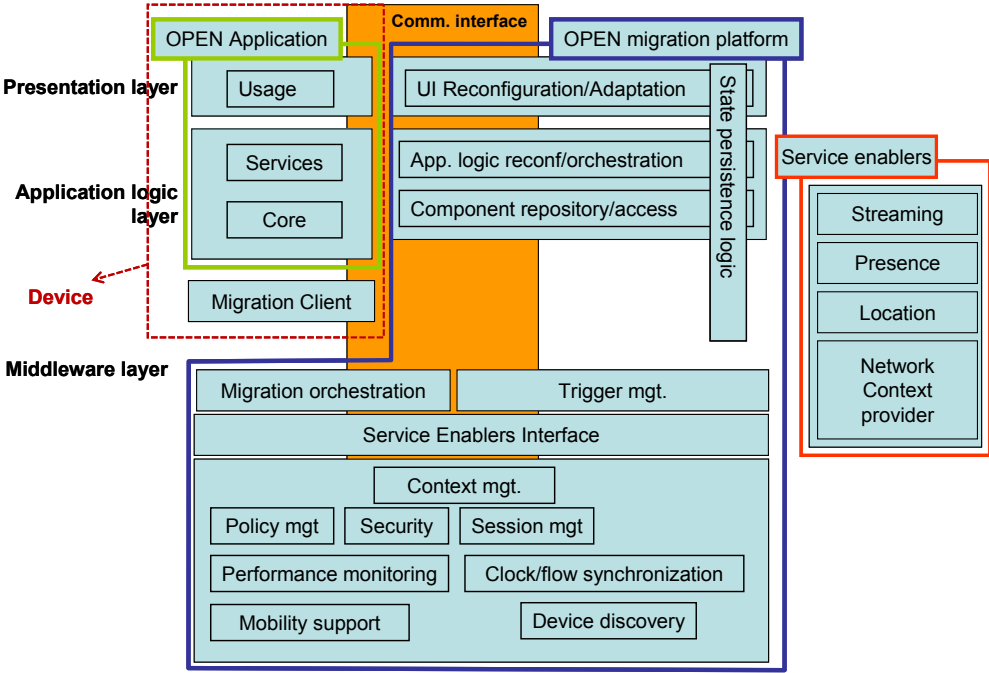 Comm. interface
OPEN Application
OPEN migration platform
Presentation layer
Usage
UI Reconfiguration/Adaptation
State persistence logic
Application logic
layer
Services
Core
App. logic reconf/orchestration
Component repository/access
Service enablers
Streaming
Presence
Location
Network
Context
provider
Device
Migration Client
Middleware layer
Migration orchestration
Trigger mgt.
Service Enablers Interface
Context mgt.
Policy mgt
Security
Session mgt
Performance monitoring
Clock/flow synchronization
Mobility support
Device discovery